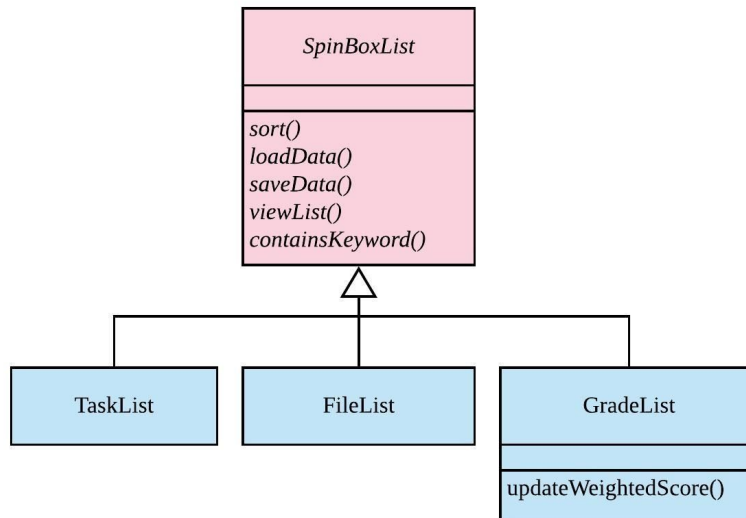 SpinBoxList
sort()
loadData()
saveData()
viewList()
containsKeyword()
TaskList
FileList
GradeList
updateWeightedScore()